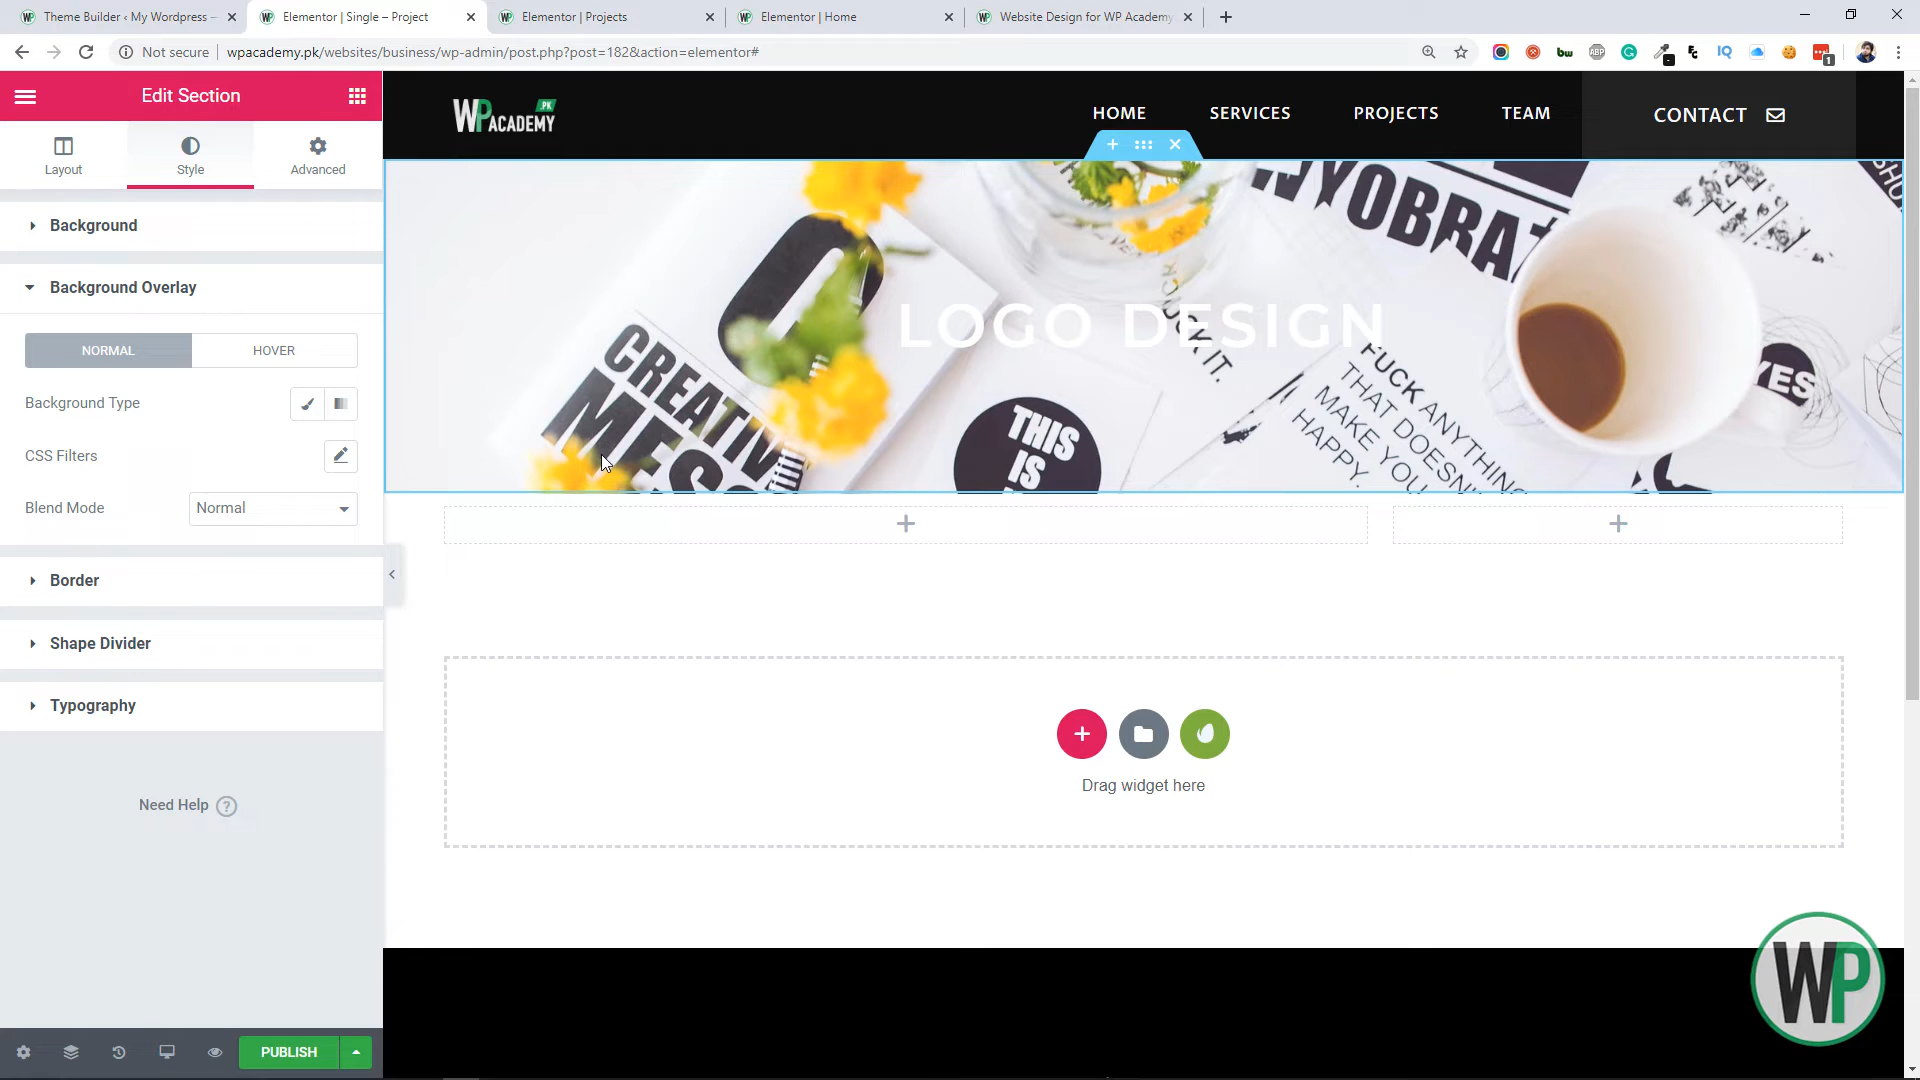 Theme Builder ‹ My Wordpress –
Elementor | Single – Project
Elementor | Projects
Elementor | Home
Website Design for WP Academy
Not secure
wpacademy.pk/websites/business/wp-admin/post.php?post=182&action=elementor#
Edit Section
WP ACADEMY .PK
HOME
SERVICES
PROJECTS
TEAM
CONTACT
Layout
Style
Advanced
Background
Background Overlay
NORMAL
HOVER
Background Type
CSS Filters
Blend Mode
Normal
Border
Shape Divider
Typography
Need Help
PUBLISH
LOGO DESIGN
CREATIV
MESS
THIS
IS
FUCK IT.
FUCK ANYTHING
THAT DOESN'T
MAKE YOU
HAPPY.
YES
Drag widget here
WP